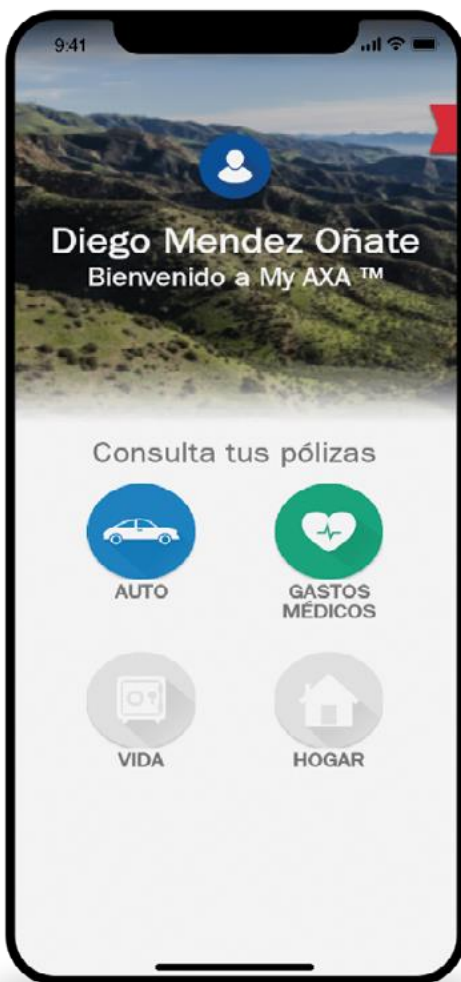 9:41
Diego Mendez Oñate
Bienvenido a My AXA ™
Consulta tus pólizas
AUTO
GASTOS
MÉDICOS
VIDA
HOGAR